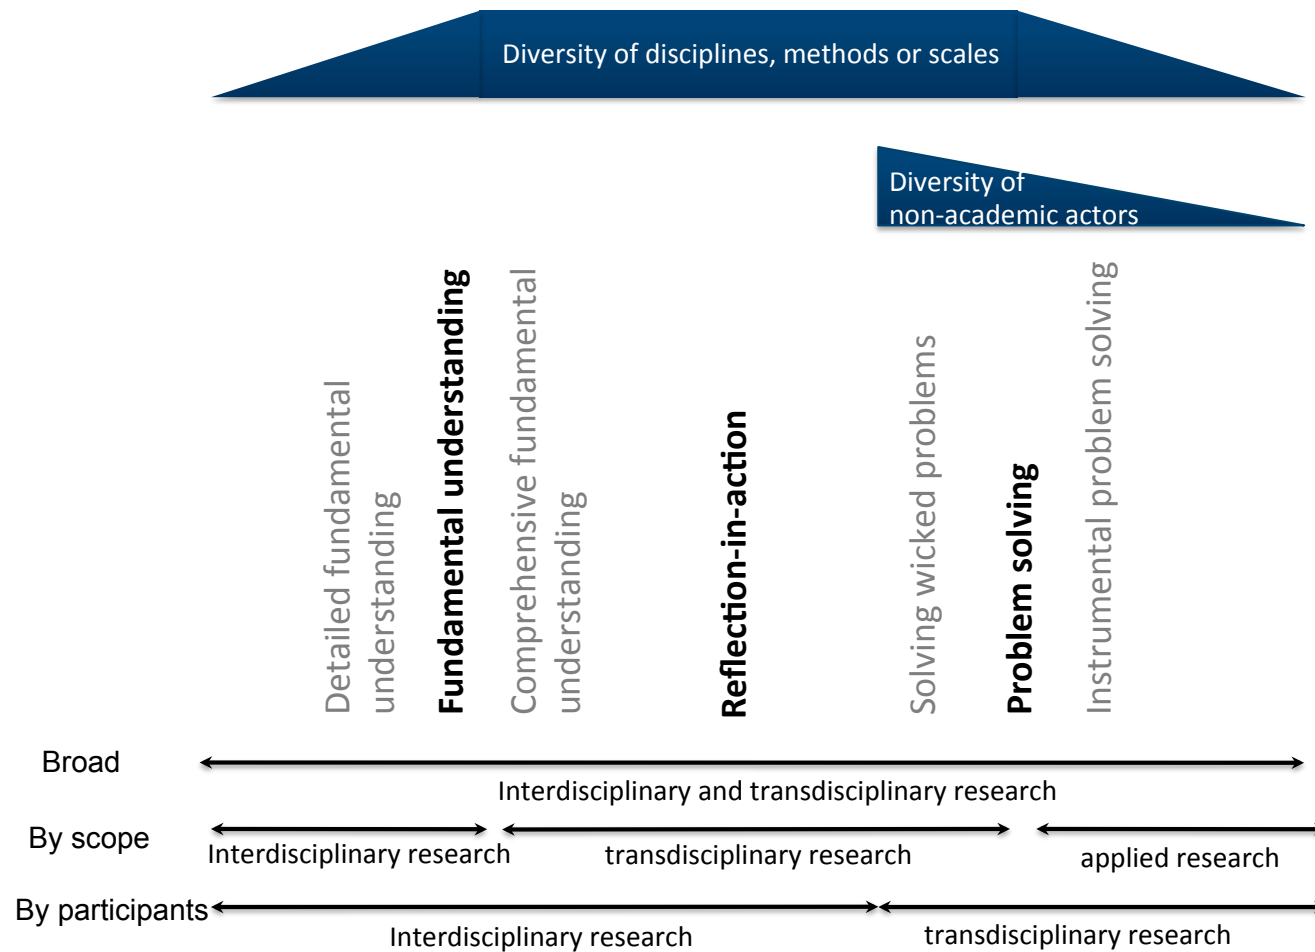 Diversity of disciplines, methods or scales
Diversity of
non-academic actors
Detailed fundamental
understanding
Fundamental understanding
Comprehensive fundamental
understanding
Reflection-in-action
Solving wicked problems
Problem solving
Instrumental problem solving
Broad
Interdisciplinary and transdisciplinary research
By scope
Interdisciplinary research
transdisciplinary research
applied research
By participants
Interdisciplinary research
transdisciplinary research